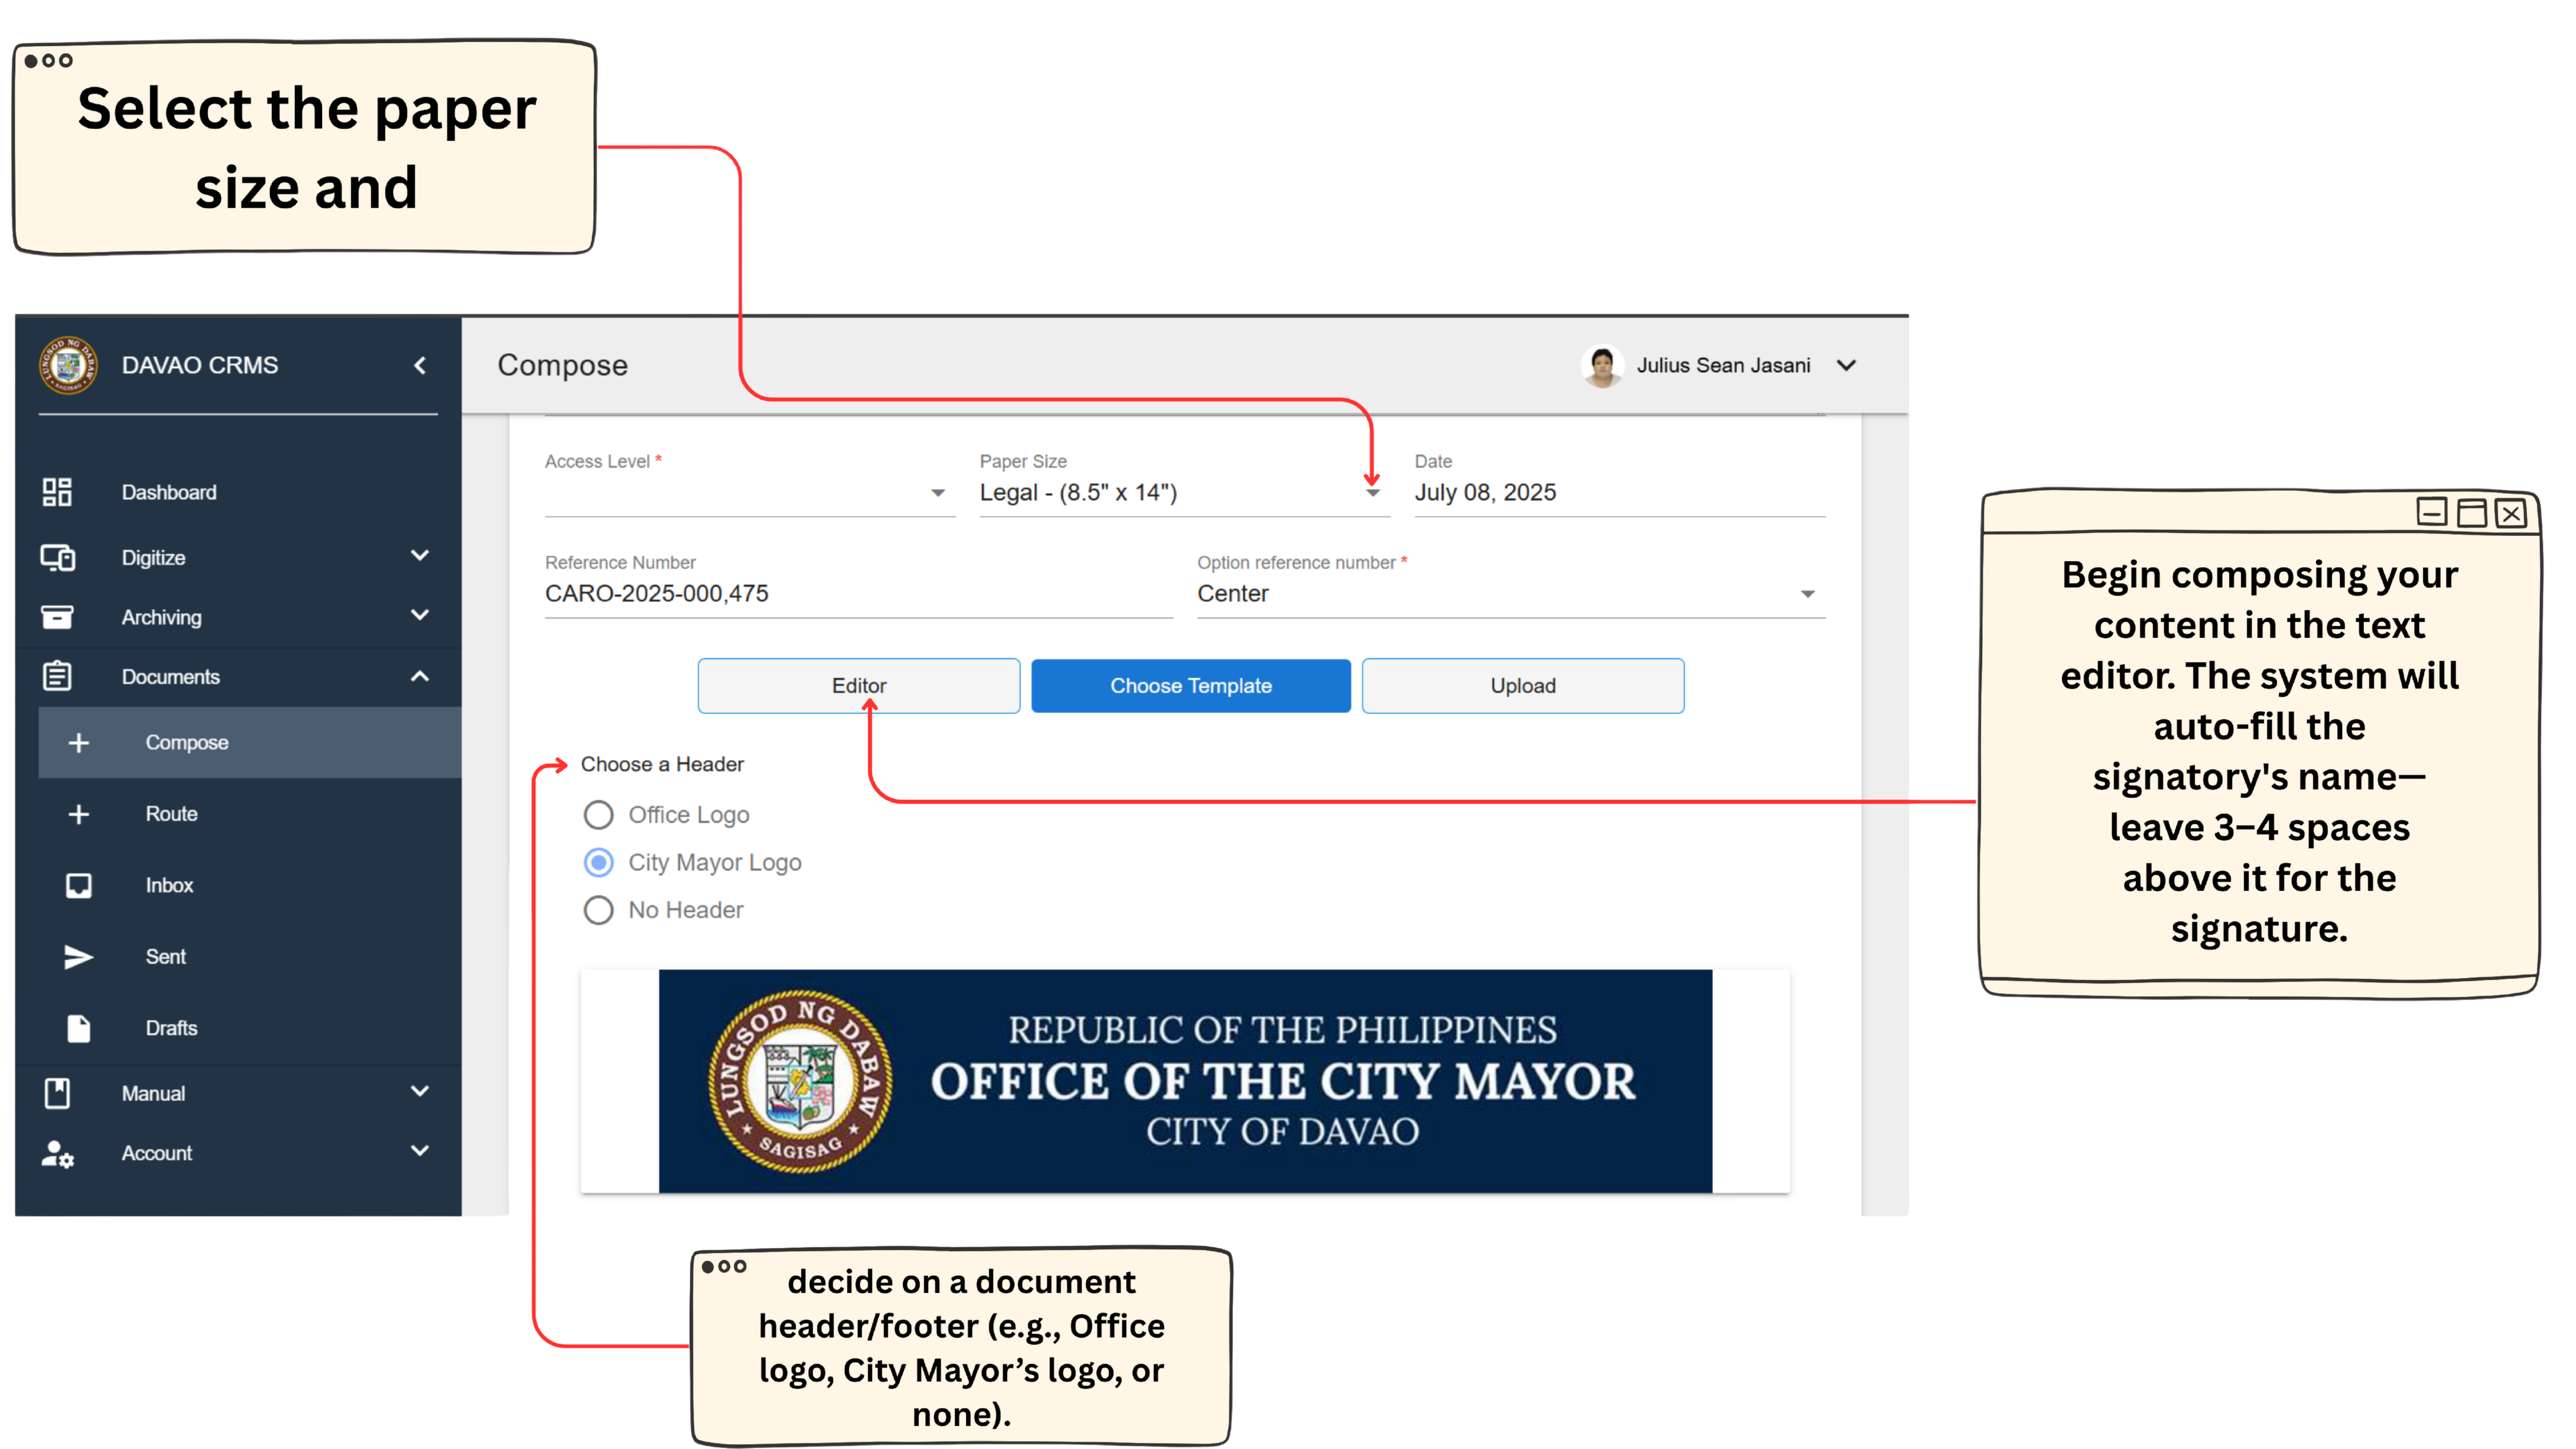 Select the paper
size and
LUNGSOD NG DABAW
SAGISAG
DAVAO CRMS
Compose
Julius Sean Jasani
Dashboard
Digitize
Archiving
Documents
Compose
Route
Inbox
Sent
Drafts
Manual
Account
Access Level *
Paper Size
Date
Legal - (8.5" x 14")
July 08, 2025
Reference Number
Option reference number *
CARO-2025-000,475
Center
Editor
Choose Template
Upload
Choose a Header
Office Logo
City Mayor Logo
No Header
LUNGSOD NG DABAW
SAGISAG
REPUBLIC OF THE PHILIPPINES
OFFICE OF THE CITY MAYOR
CITY OF DAVAO
Begin composing your
content in the text
editor. The system will
auto-fill the
signatory's name—
leave 3–4 spaces
above it for the
signature.
decide on a document
header/footer (e.g., Office
logo, City Mayor’s logo, or
none).